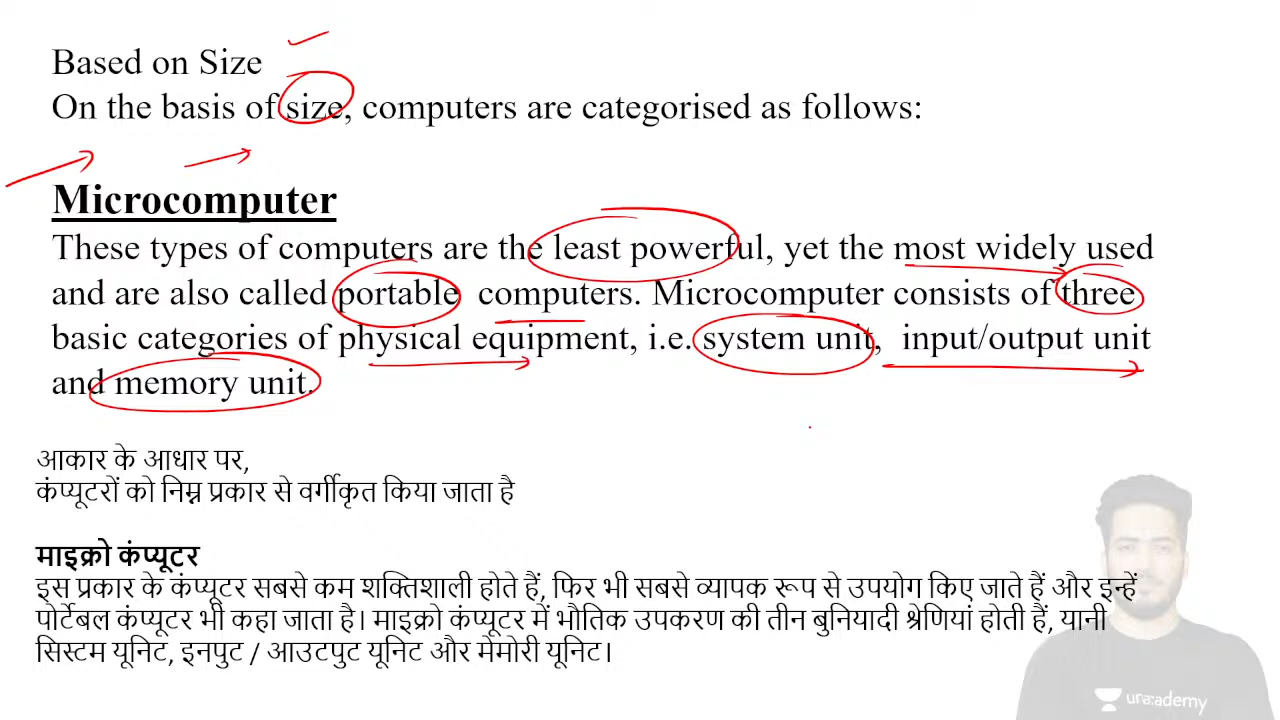 Based on Size
On the basis of size, computers are categorised as follows:
Microcomputer
These types of computers are the least powerful, yet the most widely used
and are also called portable computers. Microcomputer consists of three
basic categories of physical equipment, i.e. system unit, input/output unit
and memory unit.
आकार के आधार पर,
कंप्यूटरों को निम्न प्रकार से वर्गीकृत किया जाता है
माइक्रो कंप्यूटर
इस प्रकार के कंप्यूटर सबसे कम शक्तिशाली होते हैं, फिर भी सबसे व्यापक रूप से उपयोग किए जाते हैं और इन्हें
पोर्टेबल कंप्यूटर भी कहा जाता है। माइक्रो कंप्यूटर में भौतिक उपकरण की तीन बुनियादी श्रेणियां होती हैं, यानी
सिस्टम यूनिट, इनपुट / आउटपुट यूनिट और मेमोरी यूनिट।